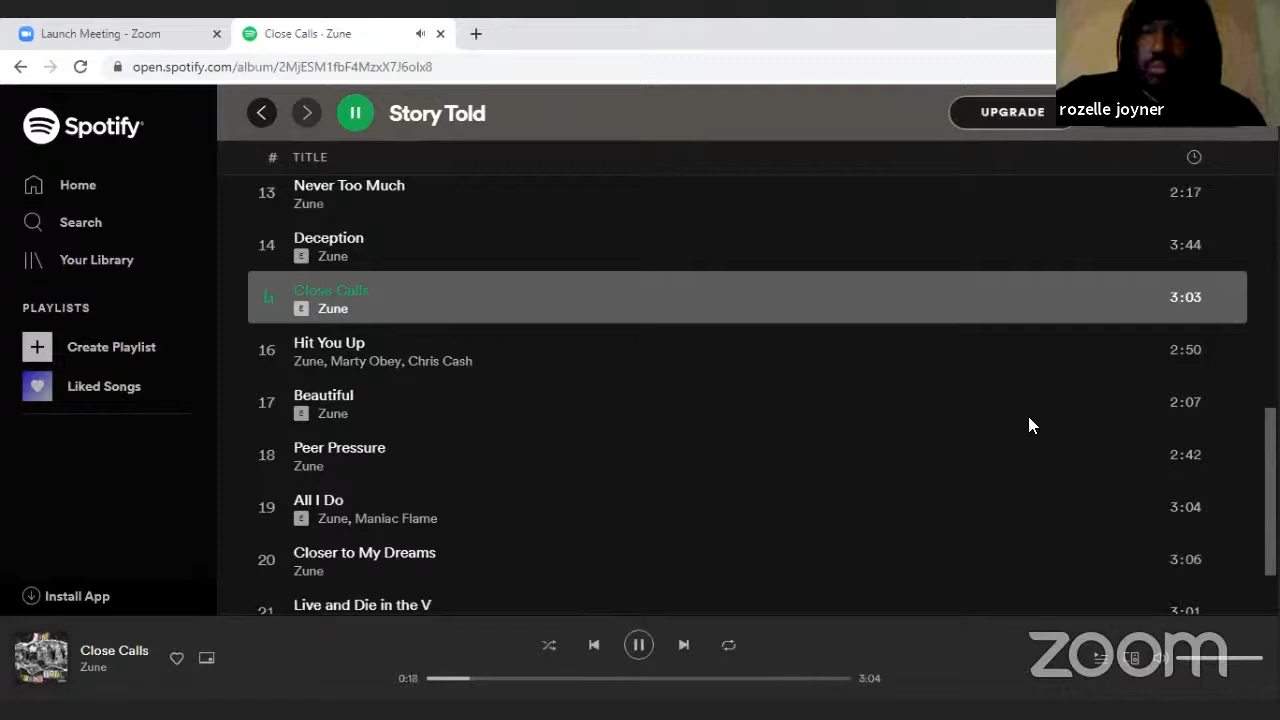 Launch Meeting - Zoom
Close Calls · Zune
open.spotify.com/album/2MjESM1fbF4MzxX7J6olx8
rozelle joyner
Spotify
Story Told
UPGRADE
# TITLE
Home
Search
Your Library
PLAYLISTS
Create Playlist
Liked Songs
Install App
13 Never Too Much 2:17
Zune
14 Deception 3:44
E Zune
Close Calls 3:03
E Zune
16 Hit You Up 2:50
Zune, Marty Obey, Chris Cash
17 Beautiful 2:07
E Zune
18 Peer Pressure 2:42
Zune
19 All I Do 3:04
E Zune, Maniac Flame
20 Closer to My Dreams 3:06
Zune
21 Live and Die in the V 3:01
Close Calls
Zune
0:18 3:04
zoom